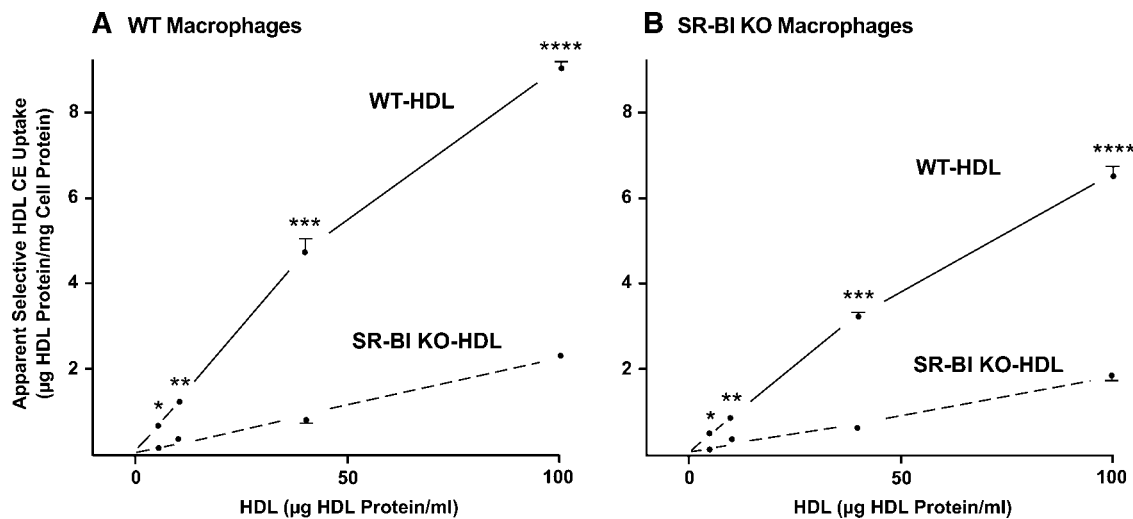 A WT Macrophages
Apparent Selective HDL CE Uptake
(µg HDL Protein/mg Cell Protein)
8
6
4
2
0
50
100
HDL (µg HDL Protein/ml)
WT-HDL
SR-BI KO-HDL
*
**
***
****
B SR-BI KO Macrophages
8
6
4
2
0
50
100
HDL (µg HDL Protein/ml)
WT-HDL
SR-BI KO-HDL
*
**
***
****